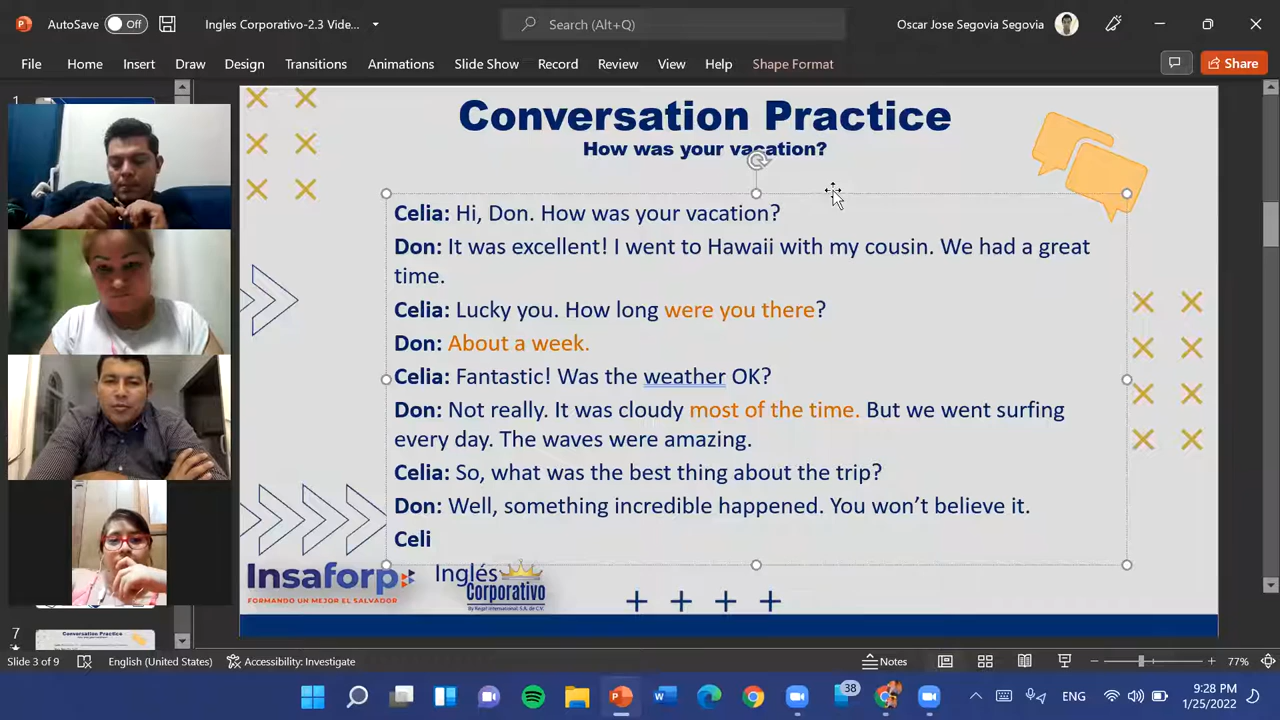 AutoSave Off Ingles Corporativo-2.3 Vide... Search (Alt+Q) Oscar Jose Segovia Segovia
File Home Insert Draw Design Transitions Animations Slide Show Record Review View Help Shape Format Share
1
Conversation Practice
How was your vacation?
Celia: Hi, Don. How was your vacation?
Don: It was excellent! I went to Hawaii with my cousin. We had a great
time.
Celia: Lucky you. How long were you there?
Don: About a week.
Celia: Fantastic! Was the weather OK?
Don: Not really. It was cloudy most of the time. But we went surfing
every day. The waves were amazing.
Celia: So, what was the best thing about the trip?
Don: Well, something incredible happened. You won’t believe it.
Celi
Insaforp
FORMANDO UN MEJOR EL SALVADOR
Inglés
Corporativo
7
Conversation Practice
Slide 3 of 9 English (United States) Accessibility: Investigate Notes 77%
38
ENG
9:28 PM
1/25/2022